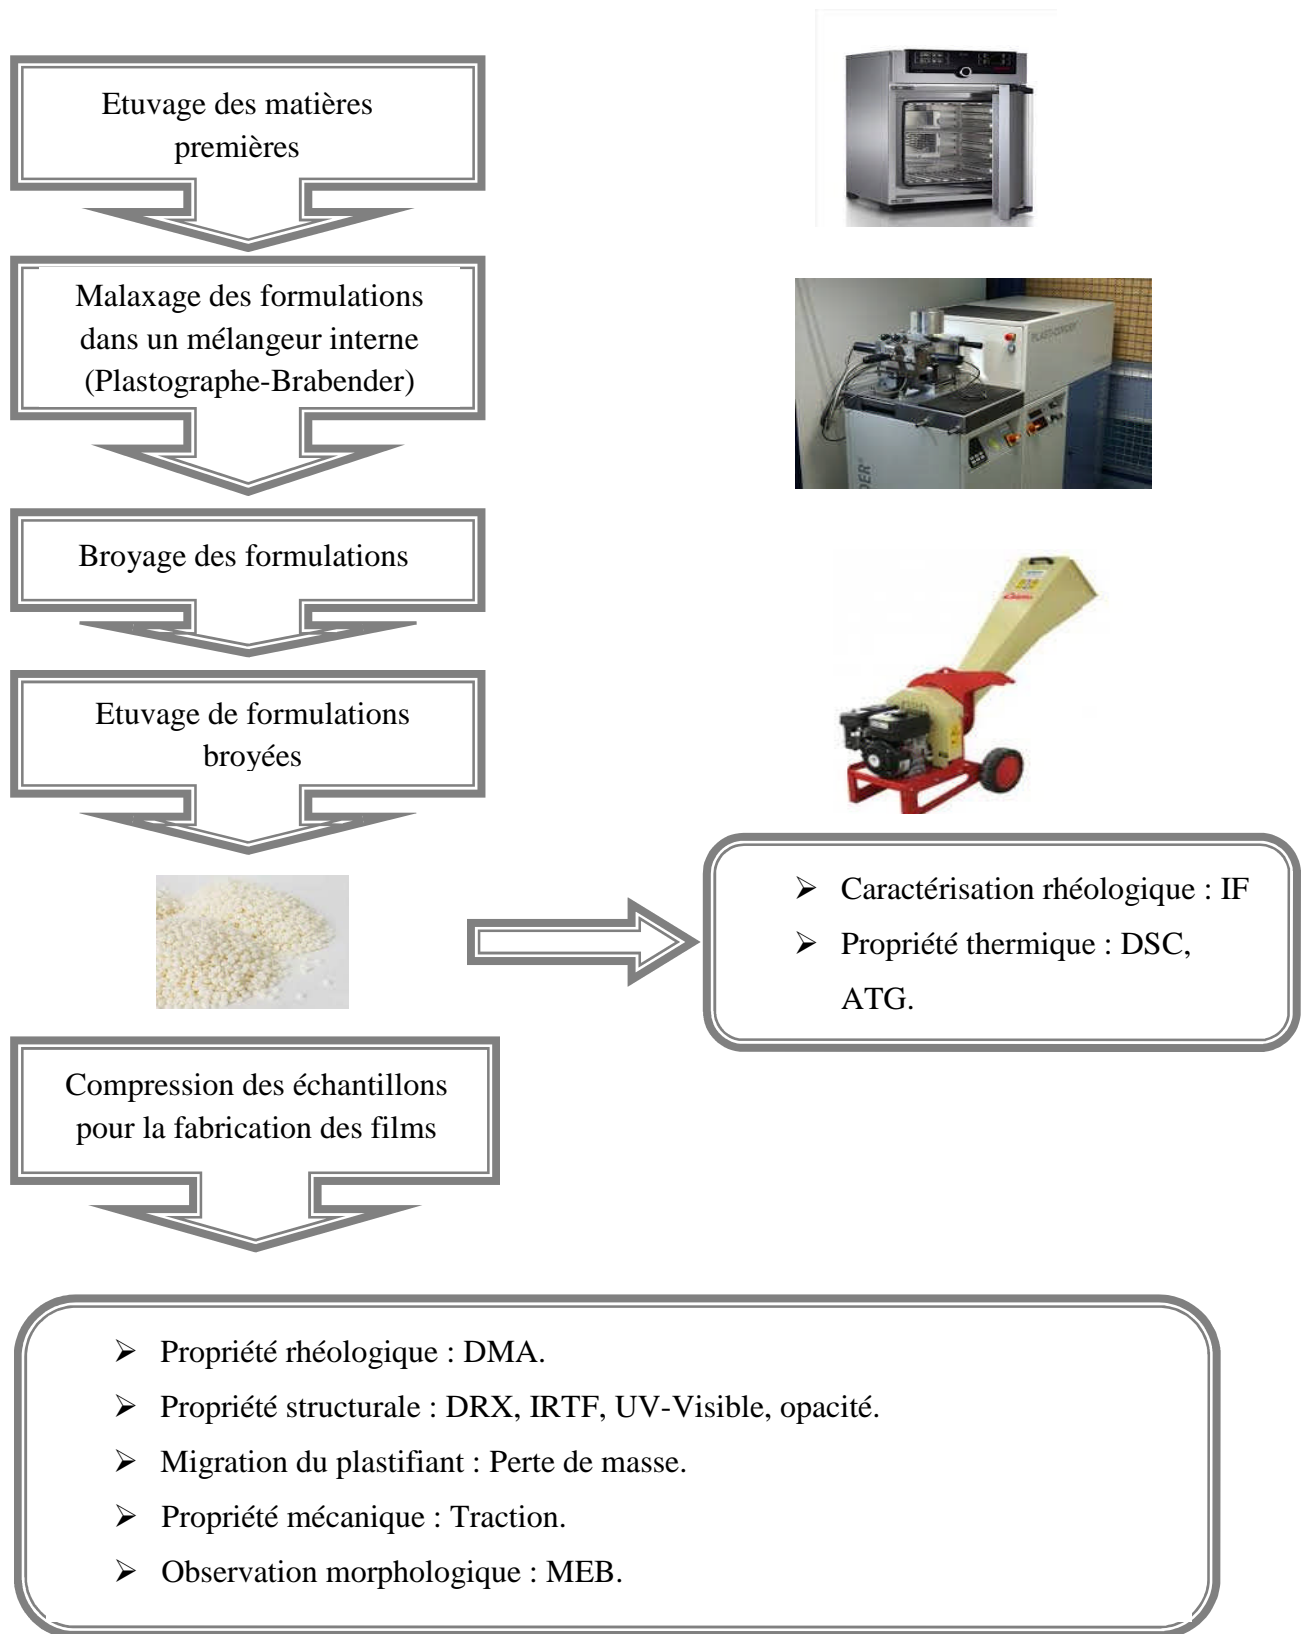 Etuvage des matières
premières
Malaxage des formulations
dans un mélangeur interne
(Plastographe-Brabender)
PLASTI-CORDER
Broyage des formulations
Etuvage de formulations
broyées
➢ Caractérisation rhéologique : IF
➢ Propriété thermique : DSC,
ATG.
Compression des échantillons
pour la fabrication des films
➢ Propriété rhéologique : DMA.
➢ Propriété structurale : DRX, IRTF, UV-Visible, opacité.
➢ Migration du plastifiant : Perte de masse.
➢ Propriété mécanique : Traction.
➢ Observation morphologique : MEB.